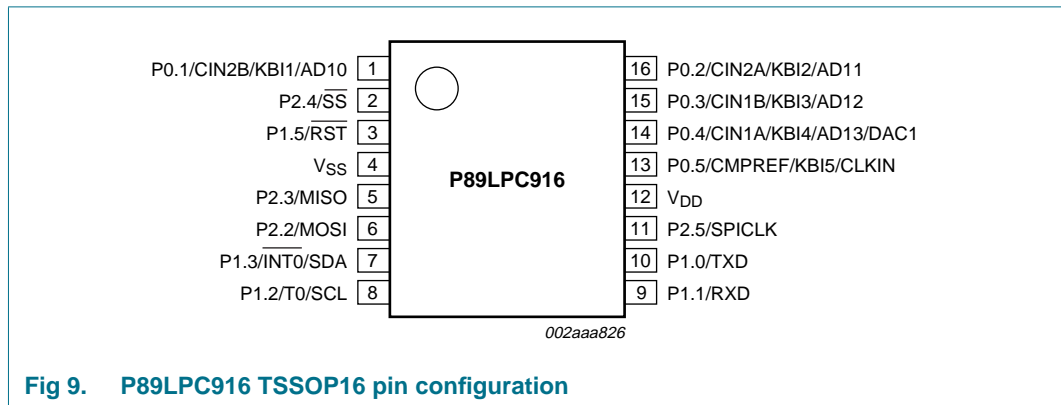 P0.1/CIN2B/KBI1/AD10 1
P2.4/S̅S̅ 2
P1.5/R̅S̅T̅ 3
VSS 4
P2.3/MISO 5
P2.2/MOSI 6
P1.3/I̅N̅T̅0̅/SDA 7
P1.2/T0/SCL 8
P89LPC916
16 P0.2/CIN2A/KBI2/AD11
15 P0.3/CIN1B/KBI3/AD12
14 P0.4/CIN1A/KBI4/AD13/DAC1
13 P0.5/CMPREF/KBI5/CLKIN
12 VDD
11 P2.5/SPICLK
10 P1.0/TXD
9 P1.1/RXD
002aaa826
Fig 9. P89LPC916 TSSOP16 pin configuration